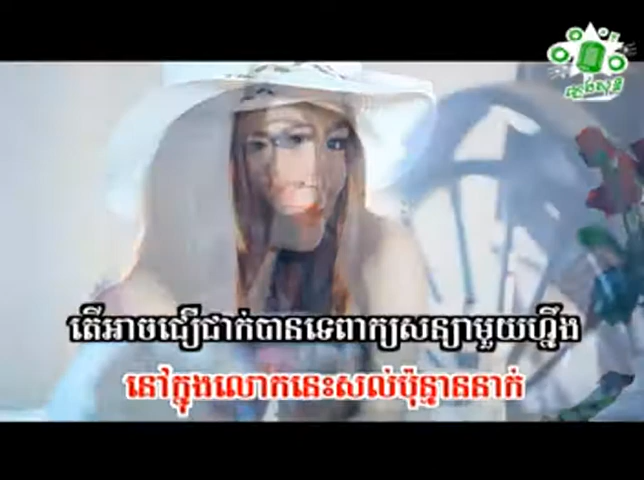 តើអាចជឿជាក់បានទេពាក្យសន្យាមួយហ្នឹង
នៅក្នុងលោកនេះសល់ប៉ុន្មាននាក់